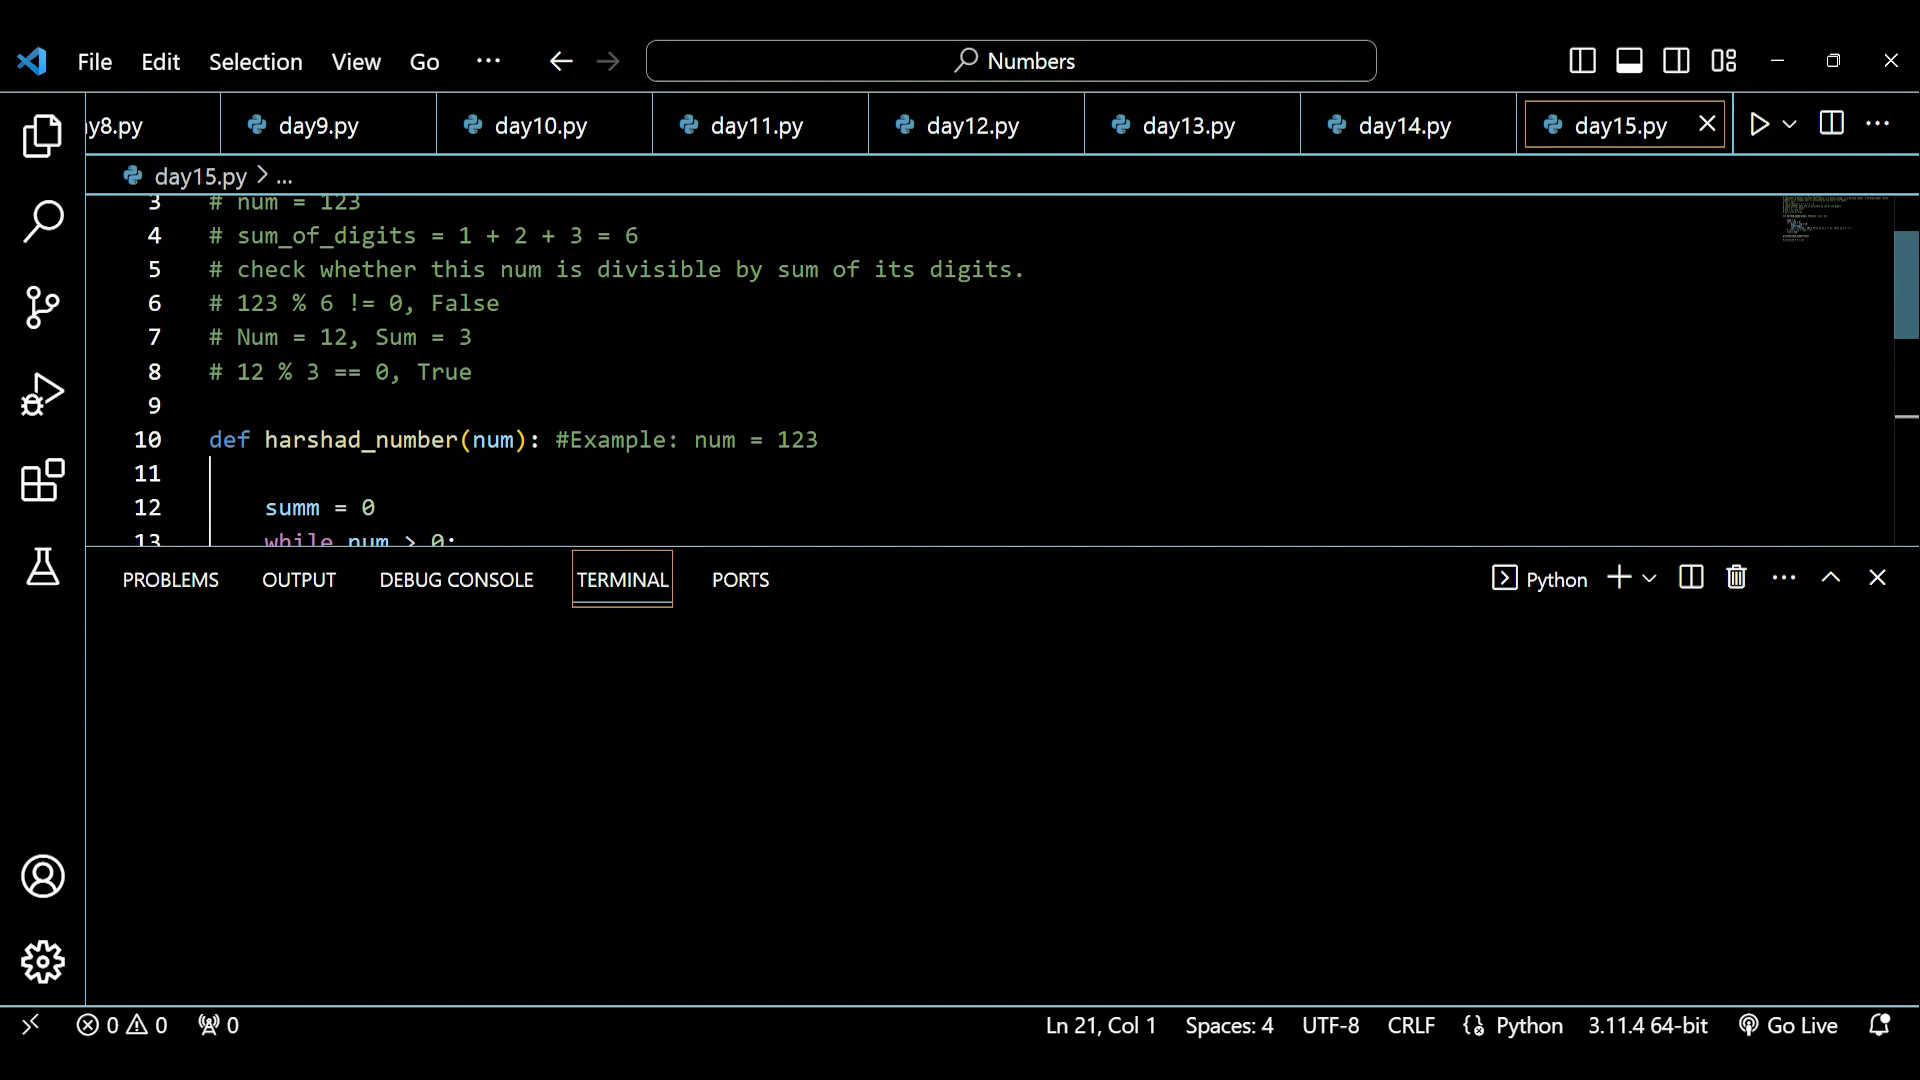 File Edit Selection View Go ··· Numbers
y8.py day9.py day10.py day11.py day12.py day13.py day14.py day15.py
day15.py > ...
3 # num = 123
4 # sum_of_digits = 1 + 2 + 3 = 6
5 # check whether this num is divisible by sum of its digits.
6 # 123 % 6 != 0, False
7 # Num = 12, Sum = 3
8 # 12 % 3 == 0, True
9
10 def harshad_number(num): #Example: num = 123
11
12 summ = 0
13 while num > 0:
PROBLEMS OUTPUT DEBUG CONSOLE TERMINAL PORTS Python
0 0 0 Ln 21, Col 1 Spaces: 4 UTF-8 CRLF Python 3.11.4 64-bit Go Live